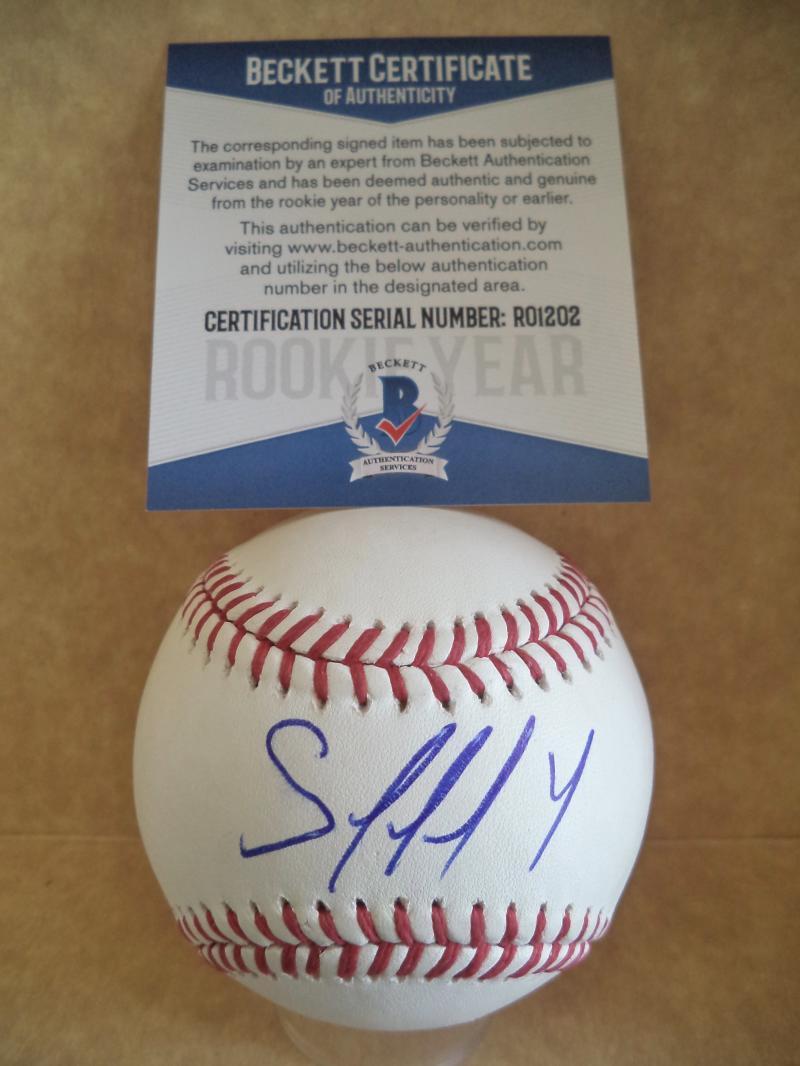 BECKETT CERTIFICATE
OF AUTHENTICITY
The corresponding signed item has been subjected to
examination by an expert from Beckett Authentication
Services and has been deemed authentic and genuine
from the rookie year of the personality or earlier.
This authentication can be verified by
visiting www.beckett-authentication.com
and utilizing the below authentication
number in the designated area.
CERTIFICATION SERIAL NUMBER: R01202
ROOKIE YEAR
BECKETT
B
AUTHENTICATION
SERVICES